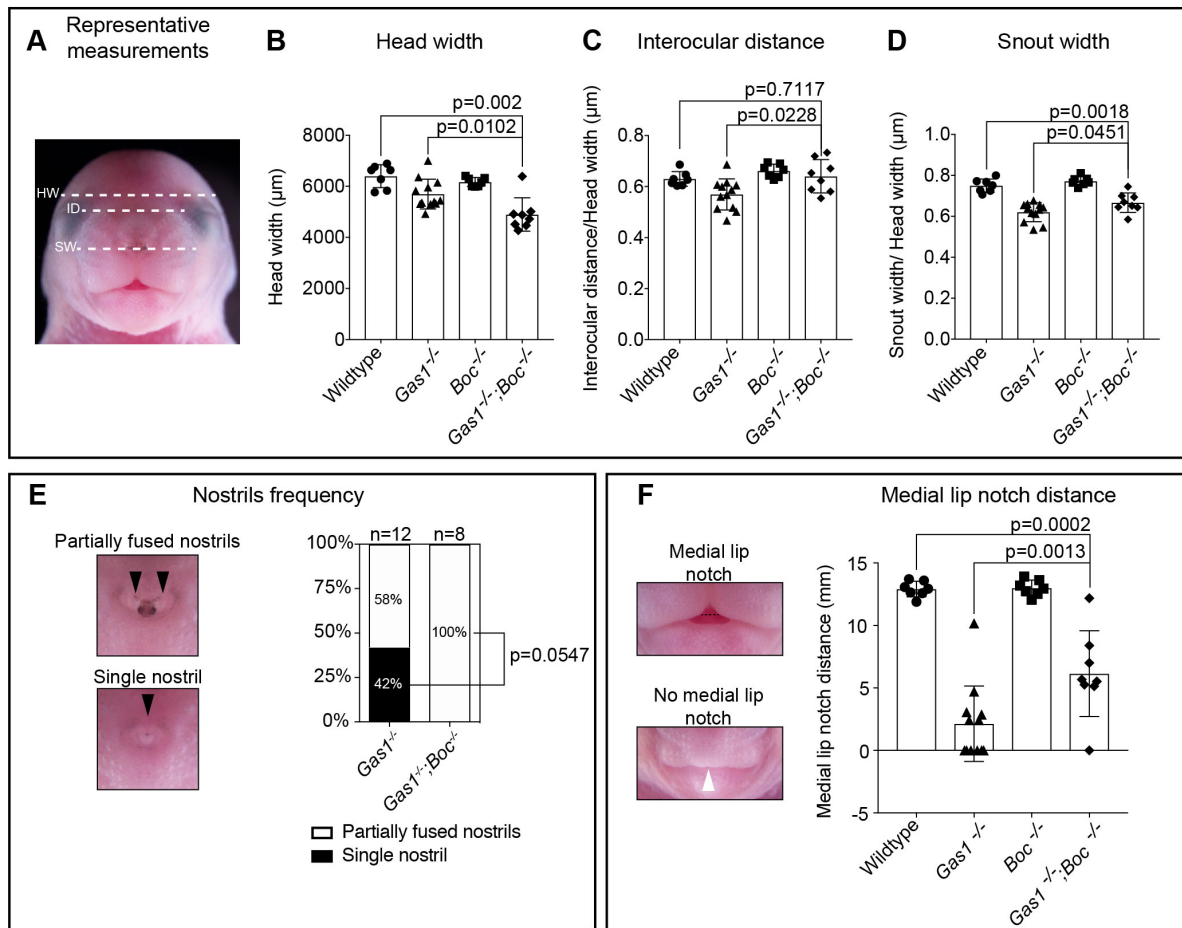 A Representative
measurements
HW
ID
SW
B Head width
p=0.002
p=0.0102
Head width (μm)
8000
6000
4000
2000
0
Wildtype
Gas1-/-
Boc-/-
Gas1-/-;Boc-/-
C Interocular distance
p=0.7117
p=0.0228
Interocular distance/Head width (μm)
0.8
0.6
0.4
0.2
0.0
Wildtype
Gas1-/-
Boc-/-
Gas1-/-;Boc-/-
D Snout width
p=0.0018
p=0.0451
Snout width/ Head width (μm)
1.0
0.8
0.6
0.4
0.2
0.0
Wildtype
Gas1-/-
Boc-/-
Gas1-/-;Boc-/-
E Nostrils frequency
Partially fused nostrils
Single nostril
n=12 n=8
100%
75%
50%
25%
0%
58%
42%
100%
p=0.0547
Gas1-/-
Gas1-/-;Boc-/-
Partially fused nostrils
Single nostril
F Medial lip notch distance
Medial lip
notch
No medial lip
notch
p=0.0002
p=0.0013
Medial lip notch distance (mm)
15
10
5
0
-5
Wildtype
Gas1 -/-
Boc -/-
Gas1 -/-;Boc -/-